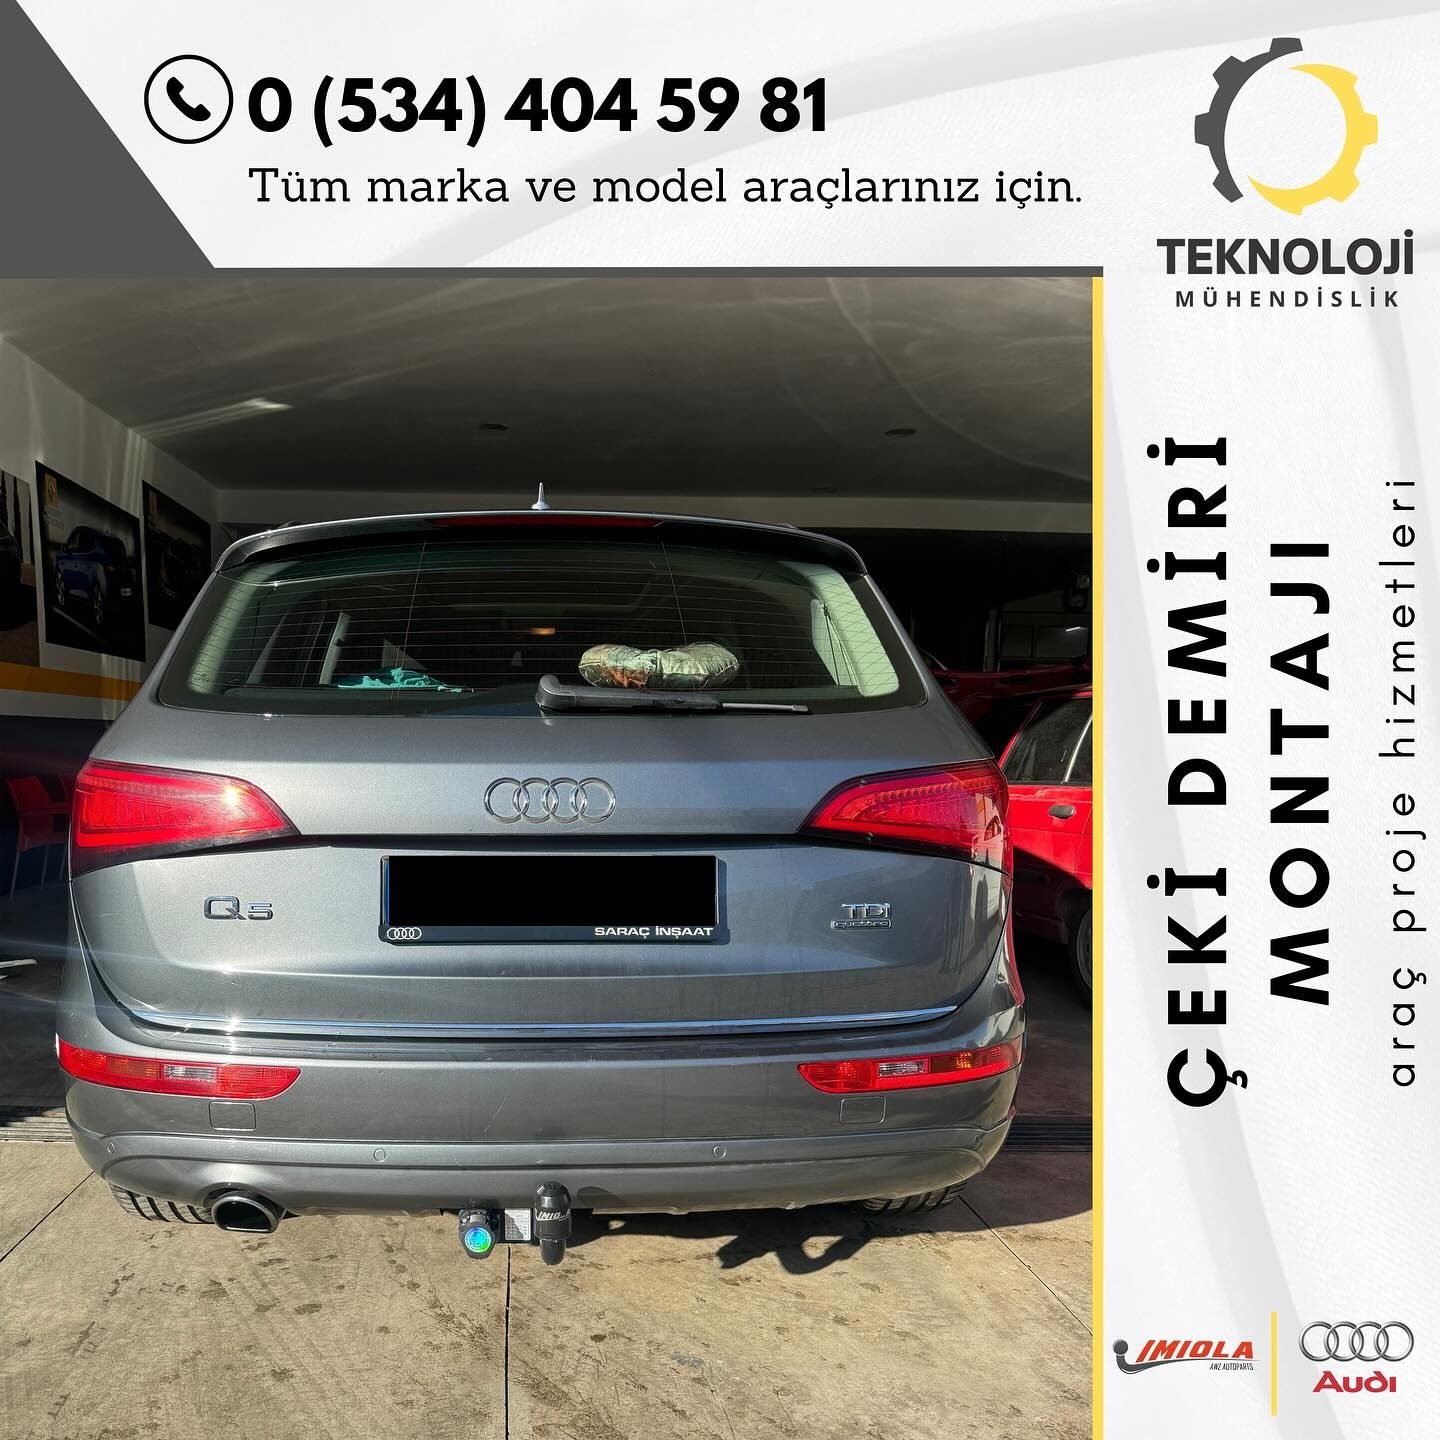 0 (534) 404 59 81
Tüm marka ve model araçlarınız için.
TEKNOLOJİ
MÜHENDİSLİK
ÇEKİ DEMİRİ
MONTAJI
araç proje hizmetleri
Q5
TDI
quattro
SARAÇ İNŞAAT
IMIOLA
IMIOLA
AWZ AUTOPARTS
Audi